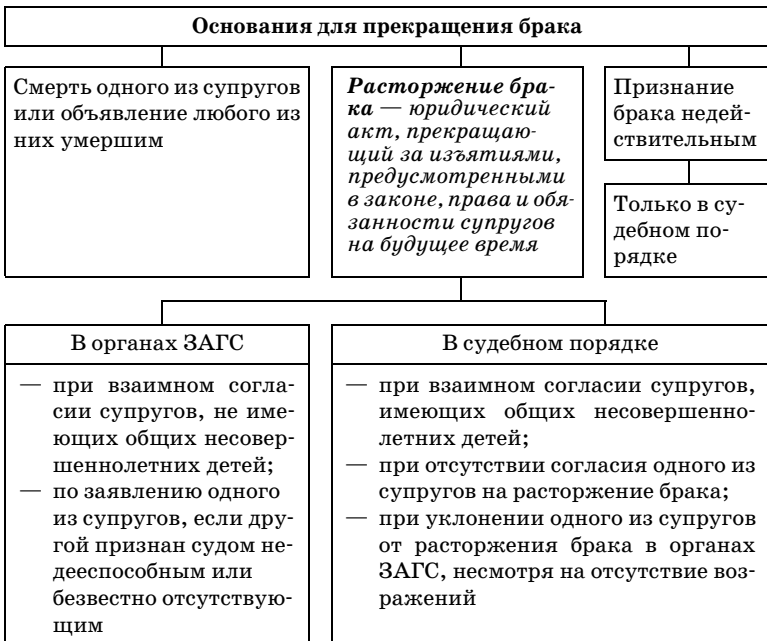 Основания для прекращения брака
Смерть одного из супругов
или объявление любого из
них умершим
Расторжение бра-
ка — юридический
акт, прекращаю-
щий за изъятиями,
предусмотренными
в законе, права и обя-
занности супругов
на будущее время
Признание
брака недей-
ствительным
Только в су-
дебном по-
рядке
В органах ЗАГС
— при взаимном согла-
сии супругов, не име-
ющих общих несовер-
шеннолетних детей;
— по заявлению одного
из супругов, если дру-
гой признан судом не-
дееспособным или
безвестно отсутствую-
щим
В судебном порядке
— при взаимном согласии супругов,
имеющих общих несовершенно-
летних детей;
— при отсутствии согласия одного из
супругов на расторжение брака;
— при уклонении одного из супругов
от расторжения брака в органах
ЗАГС, несмотря на отсутствие воз-
ражений